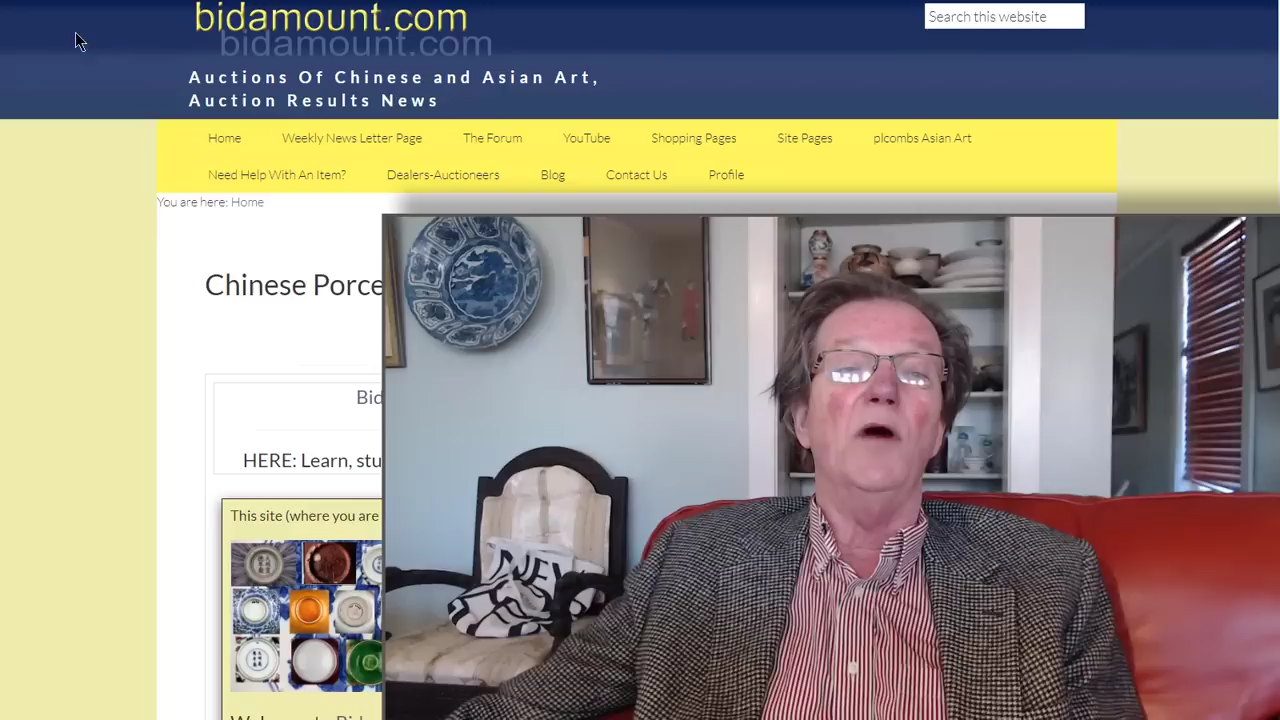 bidamount.com
bidamount.com
Search this website
Auctions Of Chinese and Asian Art,
Auction Results News
Home Weekly News Letter Page The Forum YouTube Shopping Pages Site Pages plcombs Asian Art
Need Help With An Item? Dealers-Auctioneers Blog Contact Us Profile
You are here: Home
Chinese Porce
Bid
HERE: Learn, stu
This site (where you are